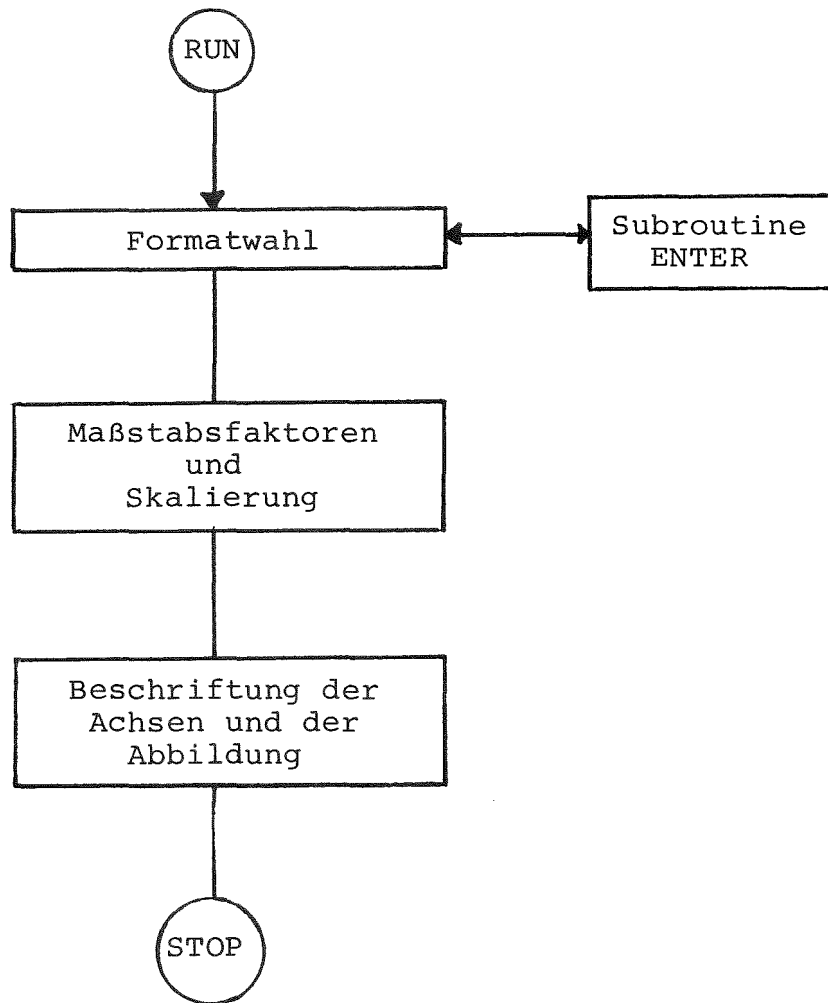 RUN
Formatwahl
Subroutine
ENTER
Maßstabsfaktoren
und
Skalierung
Beschriftung der
Achsen und der
Abbildung
STOP